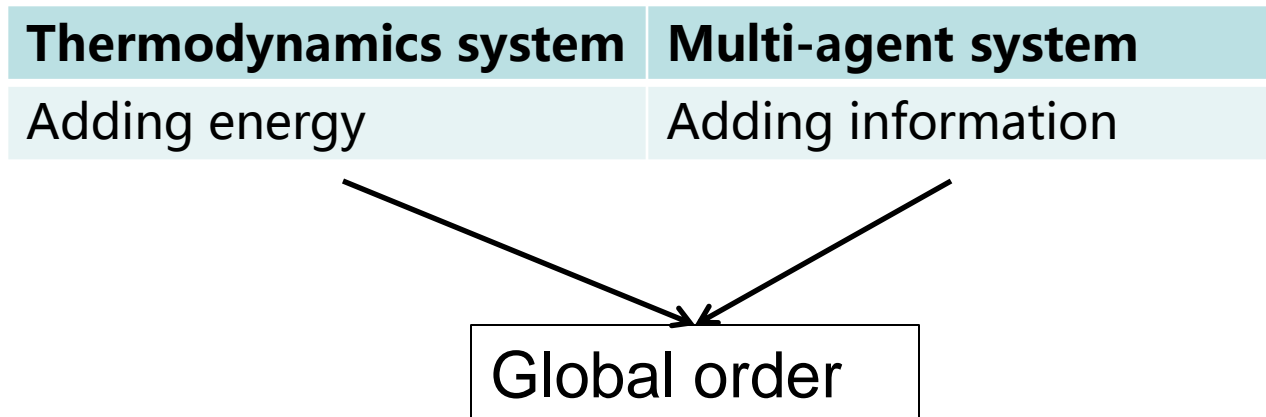 Thermodynamics system Multi-agent system
Adding energy Adding information
Global order